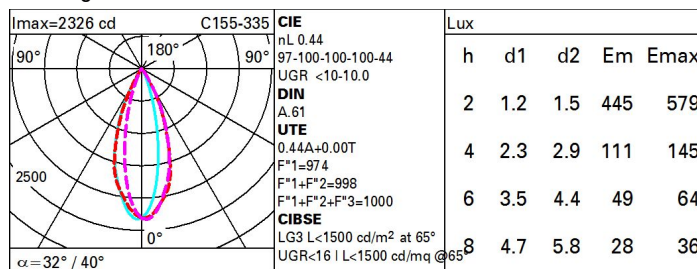 Imax=2326 cd C155-335
90° 180° 90°
2500
0°
α=32° / 40°
CIE
nL 0.44
97-100-100-100-44
UGR <10-10.0
DIN
A.61
UTE
0.44A+0.00T
F"1=974
F"1+F"2=998
F"1+F"2+F"3=1000
CIBSE
LG3 L<1500 cd/m² at 65°
UGR<16 | L<1500 cd/mq @65°
Lux
h d1 d2 Em Emax
2 1.2 1.5 445 579
4 2.3 2.9 111 145
6 3.5 4.4 49 64
8 4.7 5.8 28 36